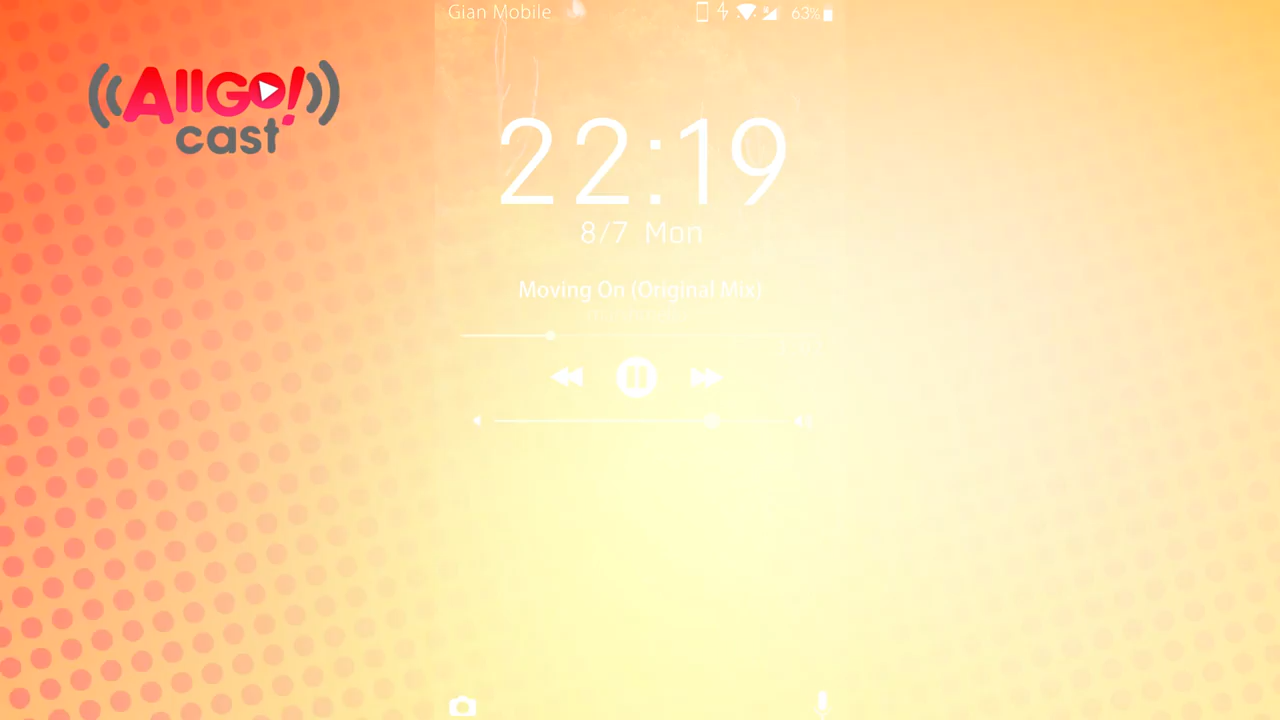 Gian Mobile
63%
AllGo!
cast
22:19
8/7 Mon
Moving On (Original Mix)